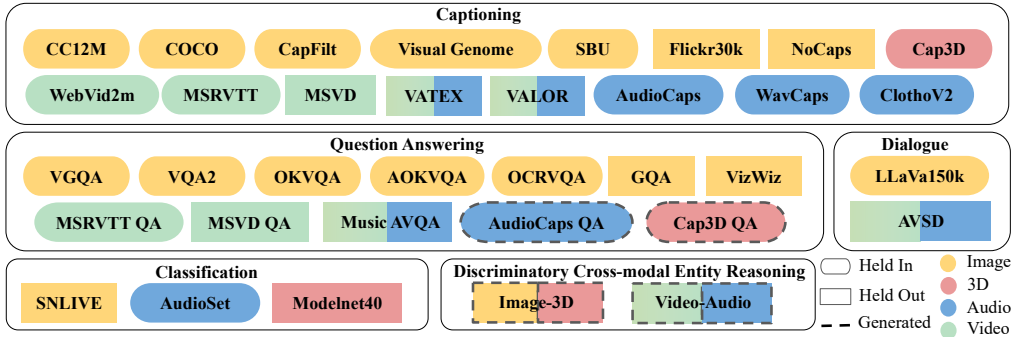 Captioning
CC12M COCO CapFilt Visual Genome SBU Flickr30k NoCaps Cap3D
WebVid2m MSRVTT MSVD VATEX VALOR AudioCaps WavCaps ClothoV2
Question Answering
VGQA VQA2 OKVQA AOKVQA OCRVQA GQA VizWiz
MSRVTT QA MSVD QA Music AVQA AudioCaps QA Cap3D QA
Dialogue
LLaVa150k
AVSD
Classification
SNLIVE AudioSet Modelnet40
Discriminatory Cross-modal Entity Reasoning
Image-3D Video-Audio
Held In
Held Out
Generated
Image
3D
Audio
Video